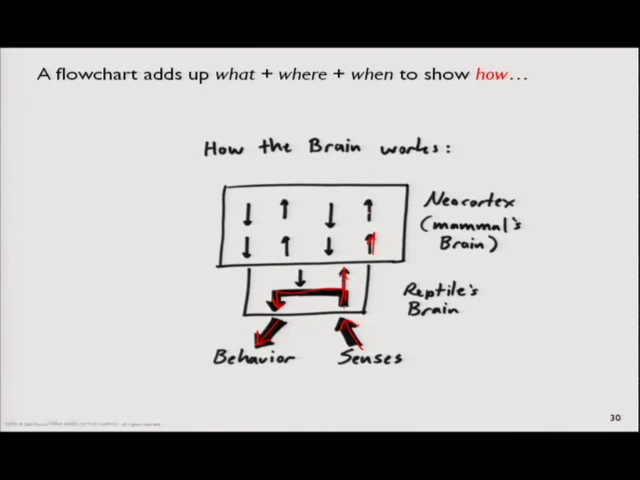 A flowchart adds up what + where + when to show how...
How the Brain works:
Neocortex
(mammal's
Brain)
Reptile's
Brain
Behavior
Senses
30